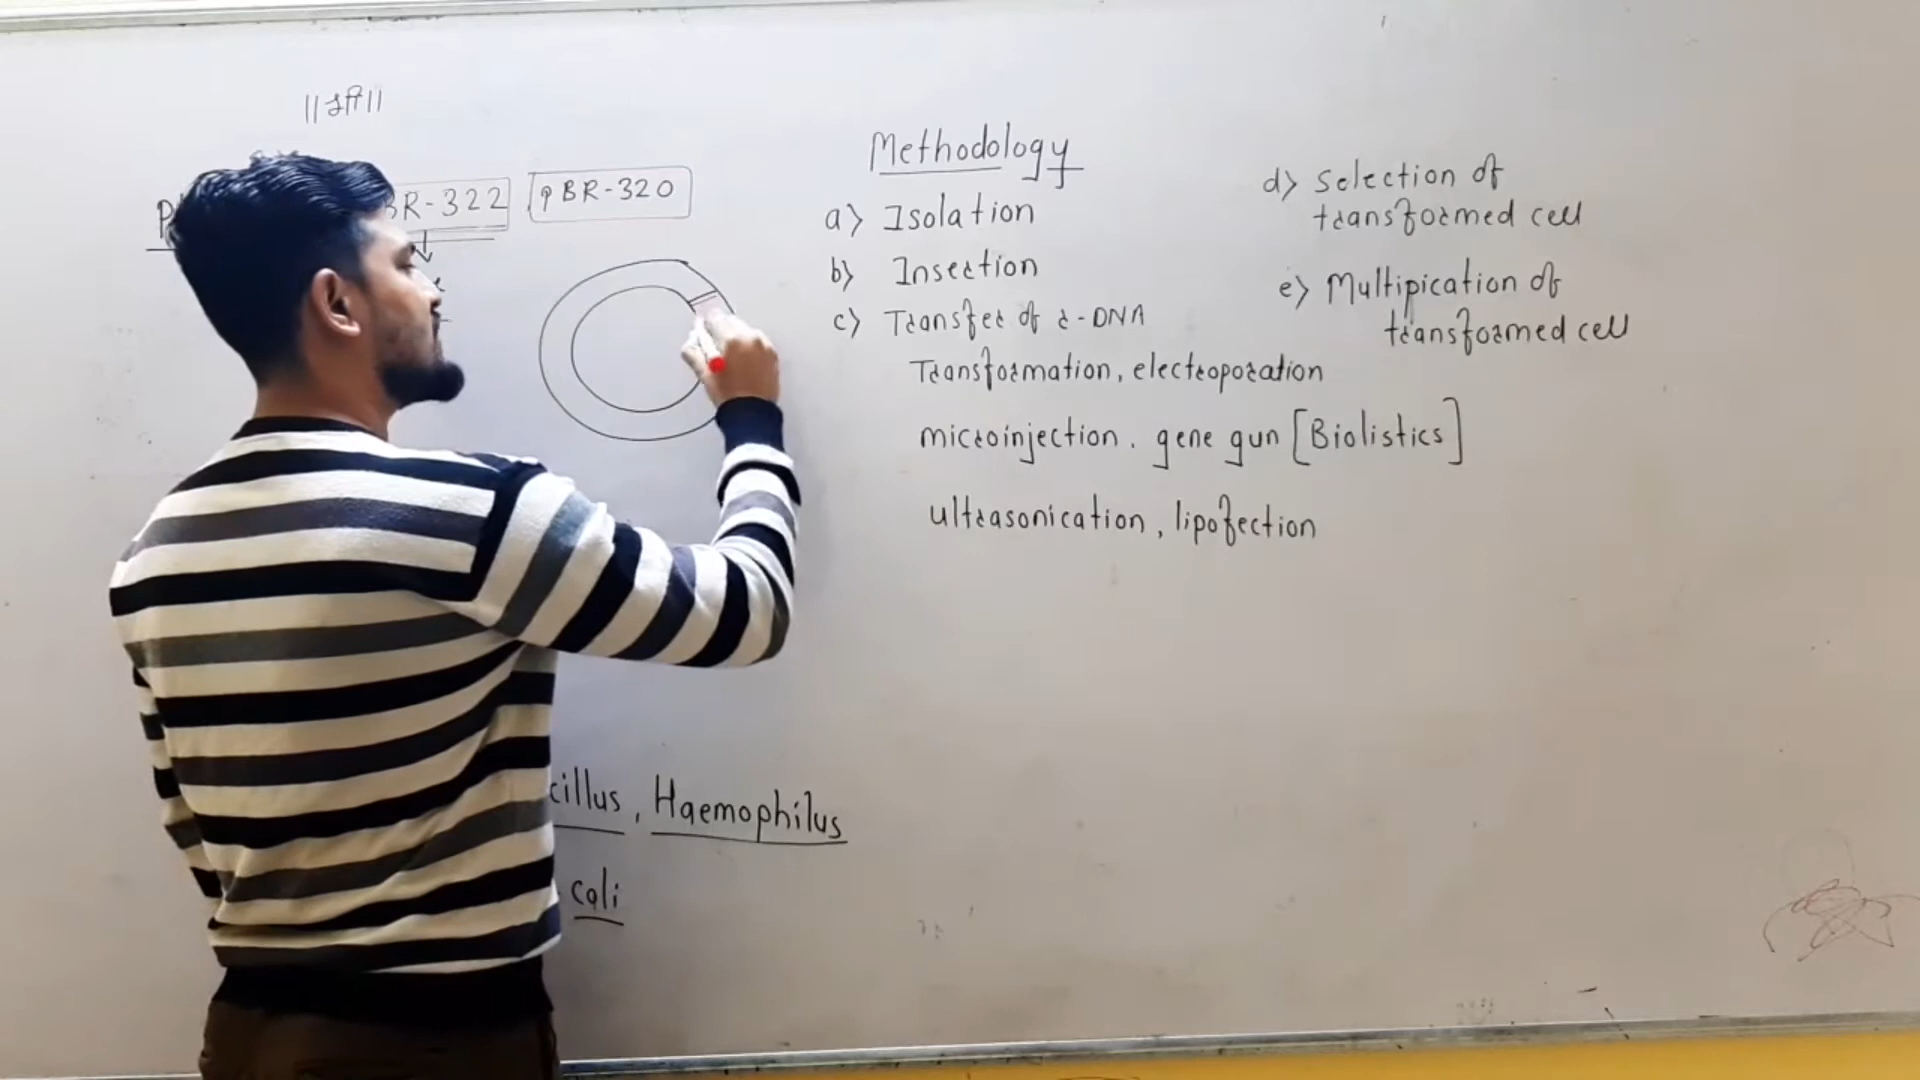 || श्री ||
BR-322 pBR-320
cillus, Haemophilus
coli
Methodology
a) Isolation
b) Insertion
c) Transfer of r-DNA
Transformation, electroporation
microinjection. gene gun [Biolistics]
ultrasonication, lipofection
d) Selection of
transformed cell
e) Multipication of
transformed cell